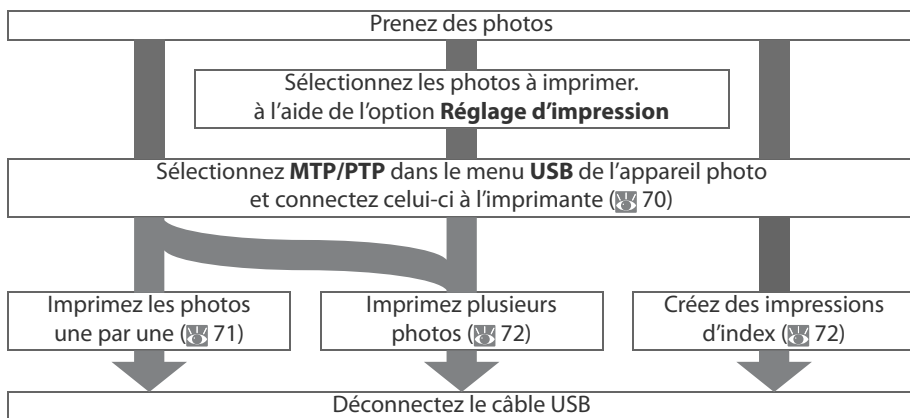 Prenez des photos
Sélectionnez les photos à imprimer.
à l'aide de l'option Réglage d'impression
Sélectionnez MTP/PTP dans le menu USB de l'appareil photo
et connectez celui-ci à l'imprimante ( 70)
Imprimez les photos
une par une ( 71)
Imprimez plusieurs
photos ( 72)
Créez des impressions
d'index ( 72)
Déconnectez le câble USB